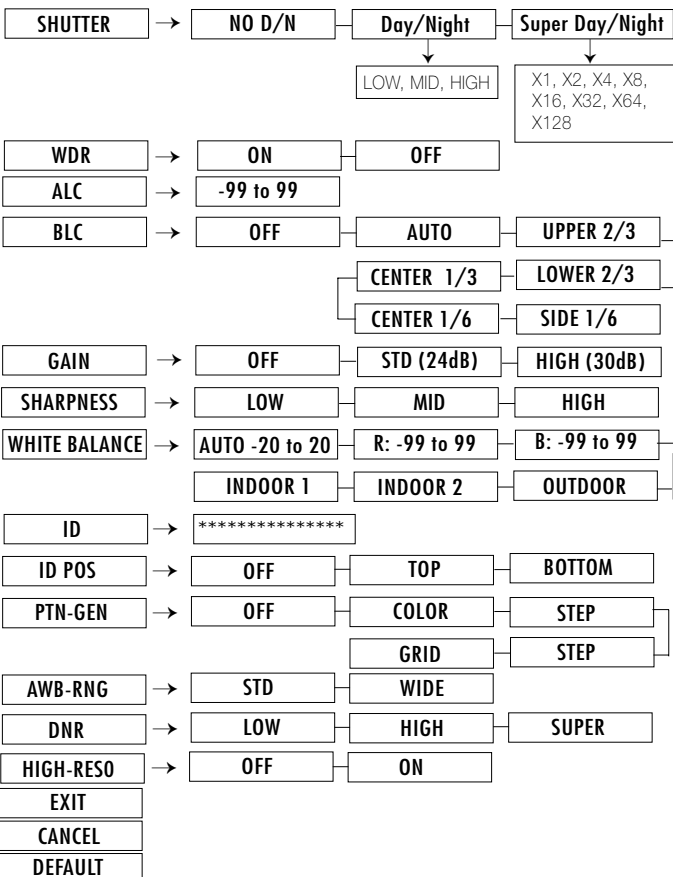 SHUTTER → NO D/N Day/Night Super Day/Night
LOW, MID, HIGH
X1, X2, X4, X8,
X16, X32, X64,
X128
WDR → ON OFF
ALC → -99 to 99
BLC → OFF AUTO UPPER 2/3
CENTER 1/3 LOWER 2/3
CENTER 1/6 SIDE 1/6
GAIN → OFF STD (24dB) HIGH (30dB)
SHARPNESS → LOW MID HIGH
WHITE BALANCE → AUTO -20 to 20 R: -99 to 99 B: -99 to 99
INDOOR 1 INDOOR 2 OUTDOOR
ID → ***************
ID POS → OFF TOP BOTTOM
PTN-GEN → OFF COLOR STEP
GRID STEP
AWB-RNG → STD WIDE
DNR → LOW HIGH SUPER
HIGH-RESO → OFF ON
EXIT
CANCEL
DEFAULT